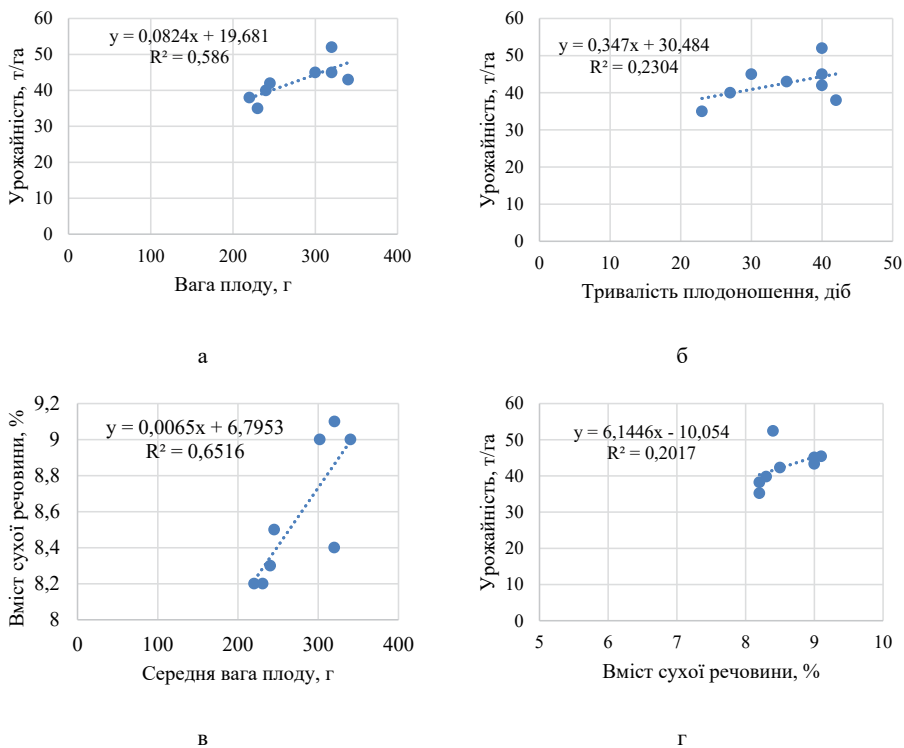 60
50
40
30
20
10
0
Урожайність, т/га
y = 0,0824x + 19,681
R² = 0,586
0 100 200 300 400
Вага плоду, г
а
60
50
40
30
20
10
0
Урожайність, т/га
y = 0,347x + 30,484
R² = 0,2304
0 10 20 30 40 50
Тривалість плодоношення, діб
б
9,2
9
8,8
8,6
8,4
8,2
8
Вміст сухої речовини, %
y = 0,0065x + 6,7953
R² = 0,6516
0 100 200 300 400
Середня вага плоду, г
в
60
50
40
30
20
10
0
Урожайність, т/га
y = 6,1446x - 10,054
R² = 0,2017
5 6 7 8 9 10
Вміст сухої речовини, %
г